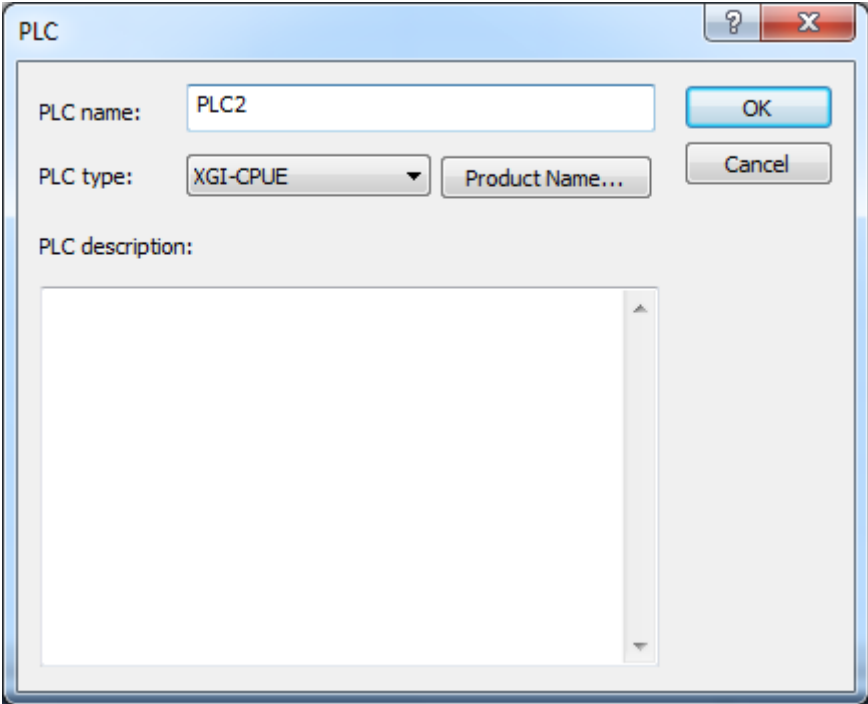 PLC
PLC name:
PLC2
OK
PLC type:
XGI-CPUE
Product Name...
Cancel
PLC description: